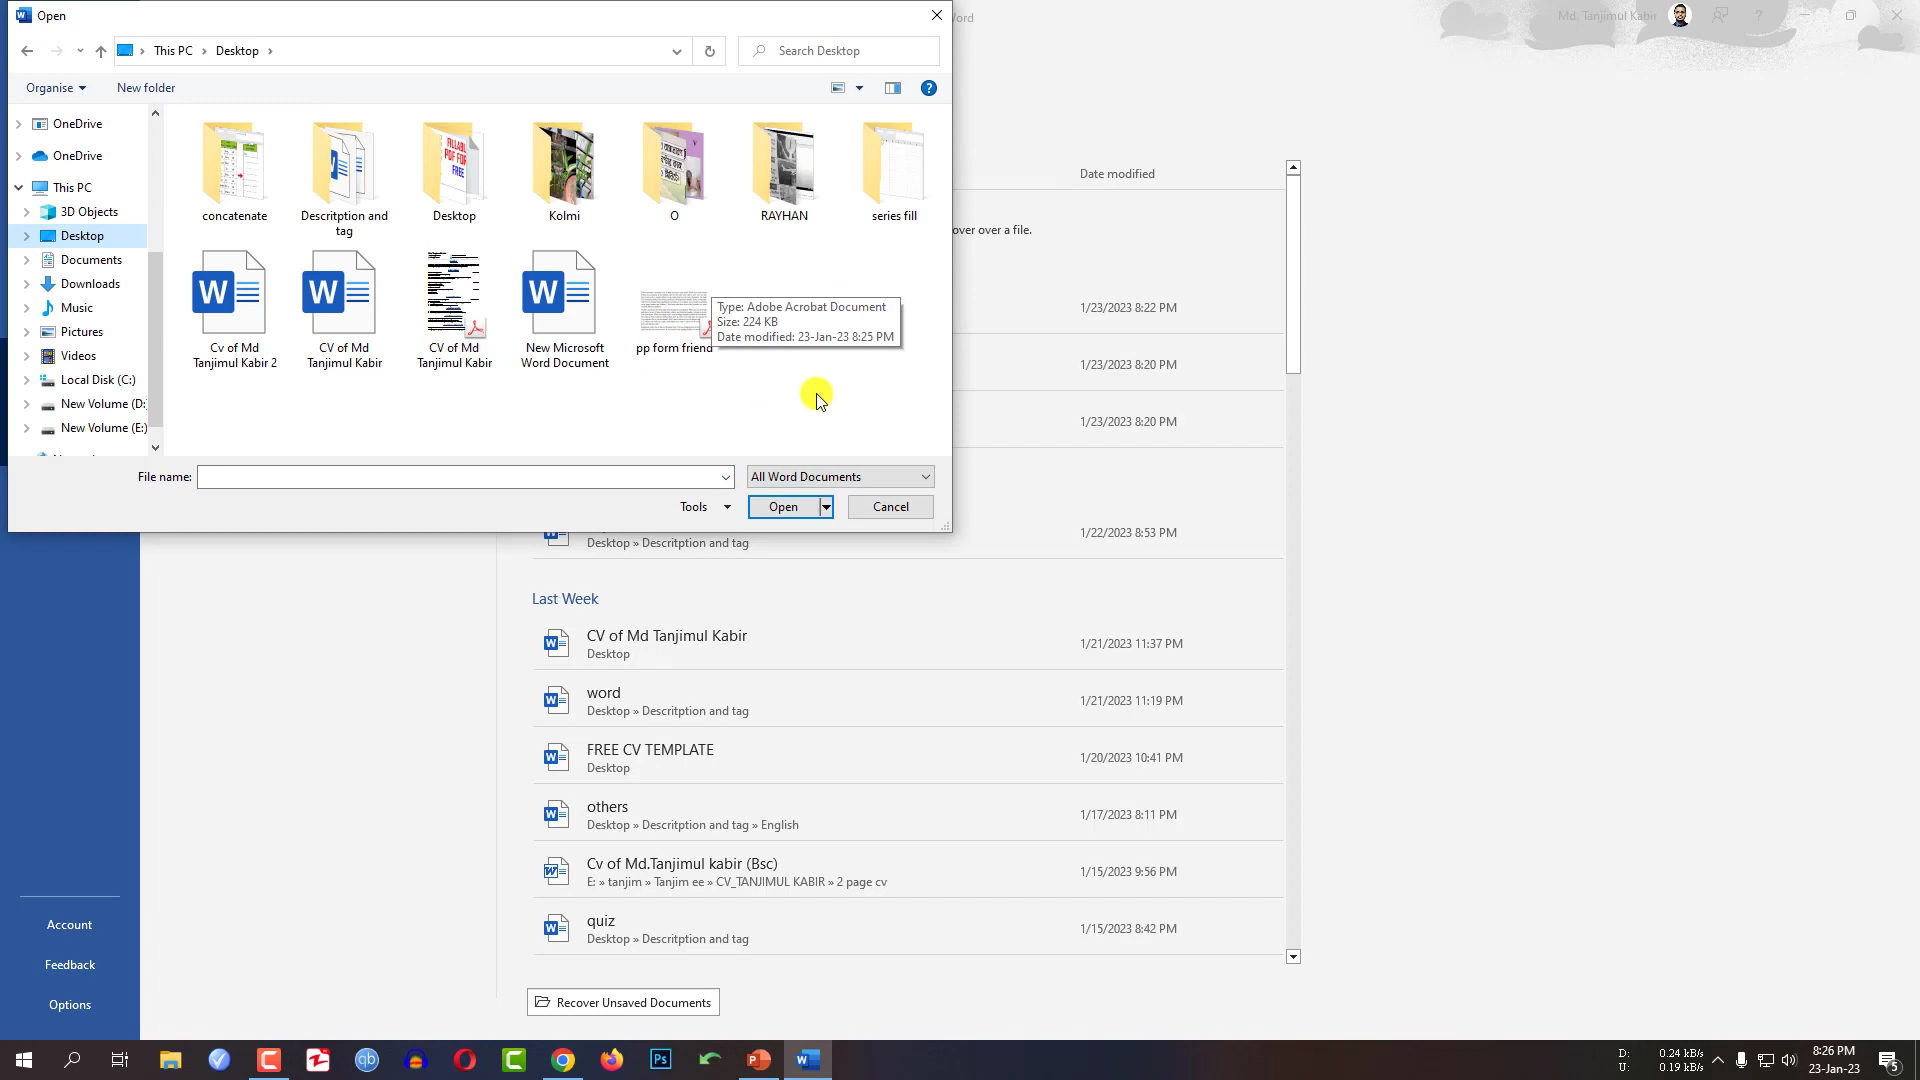 Open
Word
Md. Tanjimul Kabir
This PC
Desktop
Search Desktop
Organise
New folder
OneDrive
OneDrive
This PC
3D Objects
Desktop
Documents
Downloads
Music
Pictures
Videos
Local Disk (C:)
New Volume (D:
New Volume (E:)
FILLABL
PDF FOR
FREE
concatenate
Descritption and
tag
Desktop
Kolmi
O
RAYHAN
series fill
Cv of Md
Tanjimul Kabir 2
CV of Md
Tanjimul Kabir
CV of Md
Tanjimul Kabir
New Microsoft
Word Document
pp form friend
Type: Adobe Acrobat Document
Size: 224 KB
Date modified: 23-Jan-23 8:25 PM
File name:
All Word Documents
Tools
Open
Cancel
Date modified
over over a file.
1/23/2023 8:22 PM
1/23/2023 8:20 PM
1/23/2023 8:20 PM
Desktop » Descritption and tag
1/22/2023 8:53 PM
Last Week
CV of Md Tanjimul Kabir
Desktop
1/21/2023 11:37 PM
word
Desktop » Descritption and tag
1/21/2023 11:19 PM
FREE CV TEMPLATE
Desktop
1/20/2023 10:41 PM
others
Desktop » Descritption and tag » English
1/17/2023 8:11 PM
Cv of Md.Tanjimul kabir (Bsc)
E: » tanjim » Tanjim ee » CV_TANJIMUL KABIR » 2 page cv
1/15/2023 9:56 PM
quiz
Desktop » Descritption and tag
1/15/2023 8:42 PM
Account
Feedback
Options
Recover Unsaved Documents
D: 0.24 kB/s
U: 0.19 kB/s
8:26 PM
23-Jan-23
5